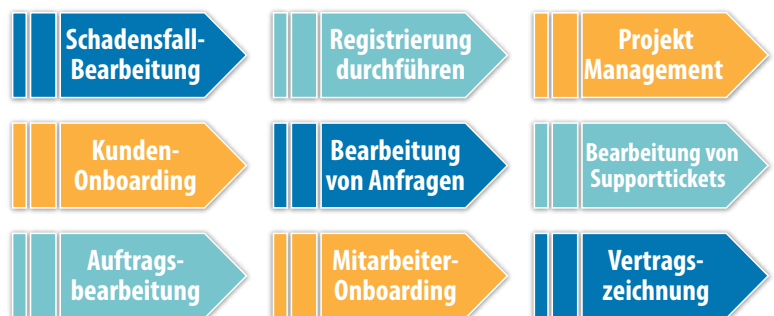 Schadensfall-
Bearbeitung
Registrierung
durchführen
Projekt
Management
Kunden-
Onboarding
Bearbeitung
von Anfragen
Bearbeitung von
Supporttickets
Auftrags-
bearbeitung
Mitarbeiter-
Onboarding
Vertrags-
zeichnung